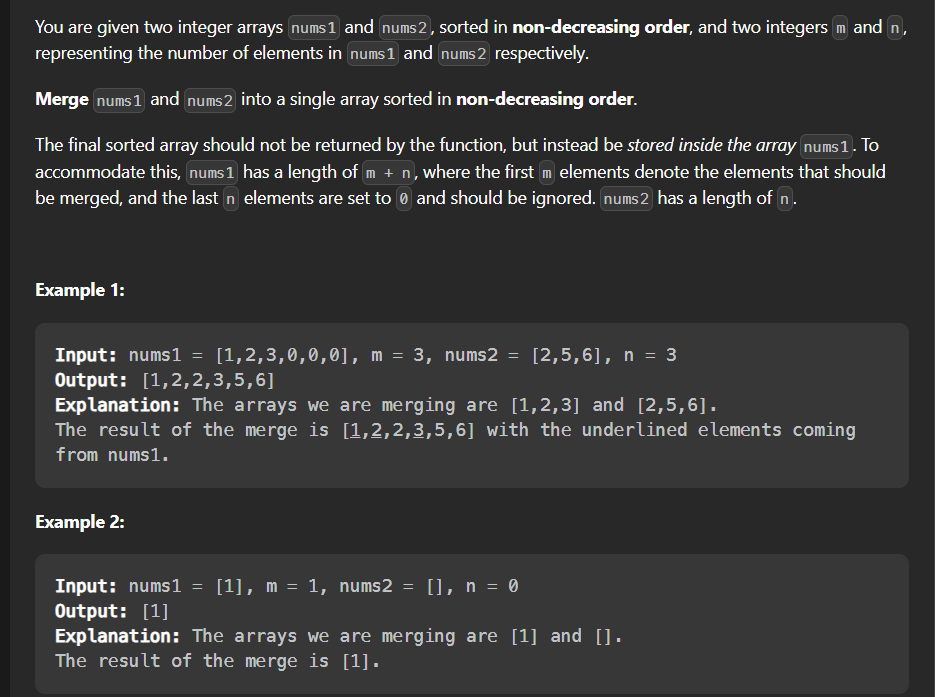 You are given two integer arrays nums1 and nums2, sorted in non-decreasing order, and two integers m and n,
representing the number of elements in nums1 and nums2 respectively.
Merge nums1 and nums2 into a single array sorted in non-decreasing order.
The final sorted array should not be returned by the function, but instead be stored inside the array nums1. To
accommodate this, nums1 has a length of m + n, where the first m elements denote the elements that should
be merged, and the last n elements are set to 0 and should be ignored. nums2 has a length of n.
Example 1:
Input: nums1 = [1,2,3,0,0,0], m = 3, nums2 = [2,5,6], n = 3
Output: [1,2,2,3,5,6]
Explanation: The arrays we are merging are [1,2,3] and [2,5,6].
The result of the merge is [1,2,2,3,5,6] with the underlined elements coming
from nums1.
Example 2:
Input: nums1 = [1], m = 1, nums2 = [], n = 0
Output: [1]
Explanation: The arrays we are merging are [1] and [].
The result of the merge is [1].